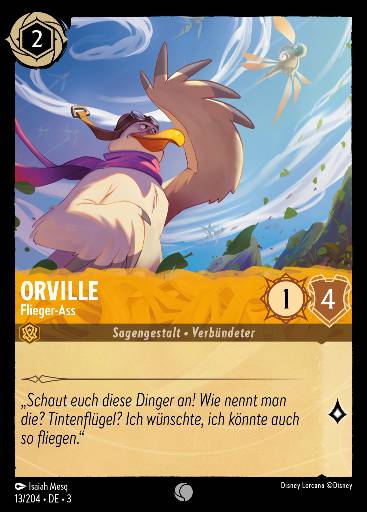 2
ORVILLE
Flieger-Ass
1
4
Sagengestalt • Verbündeter
„Schaut euch diese Dinger an! Wie nennt man
die? Tintenflügel? Ich wünschte, ich könnte auch
so fliegen.“
Isaiah Mesq
13/204 • DE • 3
Disney Lorcana ©Disney